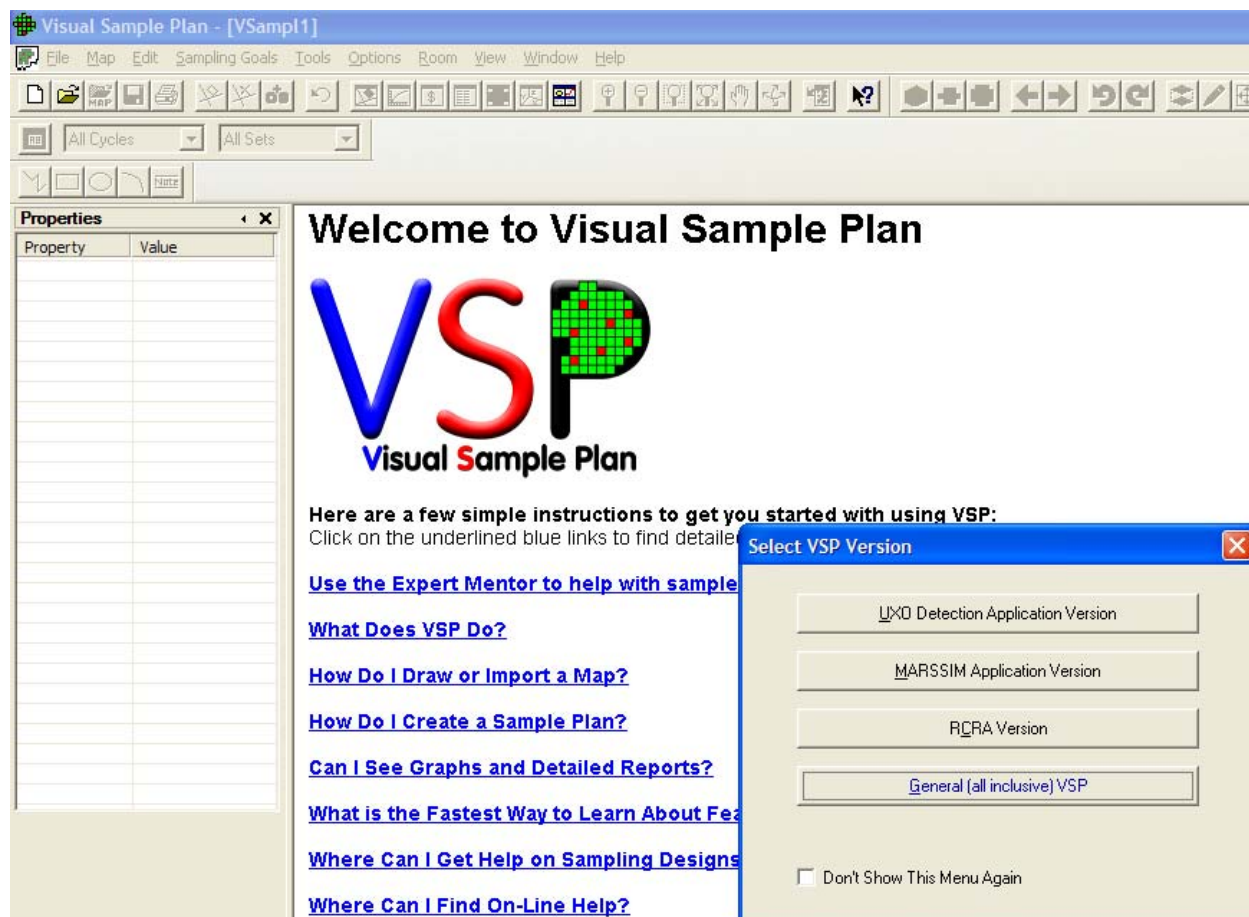 Visual Sample Plan - [VSampl1]
File Map Edit Sampling Goals Tools Options Room View Window Help
MAP
All Cycles All Sets
Note
Properties
Property Value
Welcome to Visual Sample Plan
VSP
Visual Sample Plan
Here are a few simple instructions to get you started with using VSP:
Click on the underlined blue links to find detailed
Use the Expert Mentor to help with sample
What Does VSP Do?
How Do I Draw or Import a Map?
How Do I Create a Sample Plan?
Can I See Graphs and Detailed Reports?
What is the Fastest Way to Learn About Fea
Where Can I Get Help on Sampling Designs
Where Can I Find On-Line Help?
Select VSP Version
UXO Detection Application Version
MARSSIM Application Version
RCRA Version
General (all inclusive) VSP
Don't Show This Menu Again